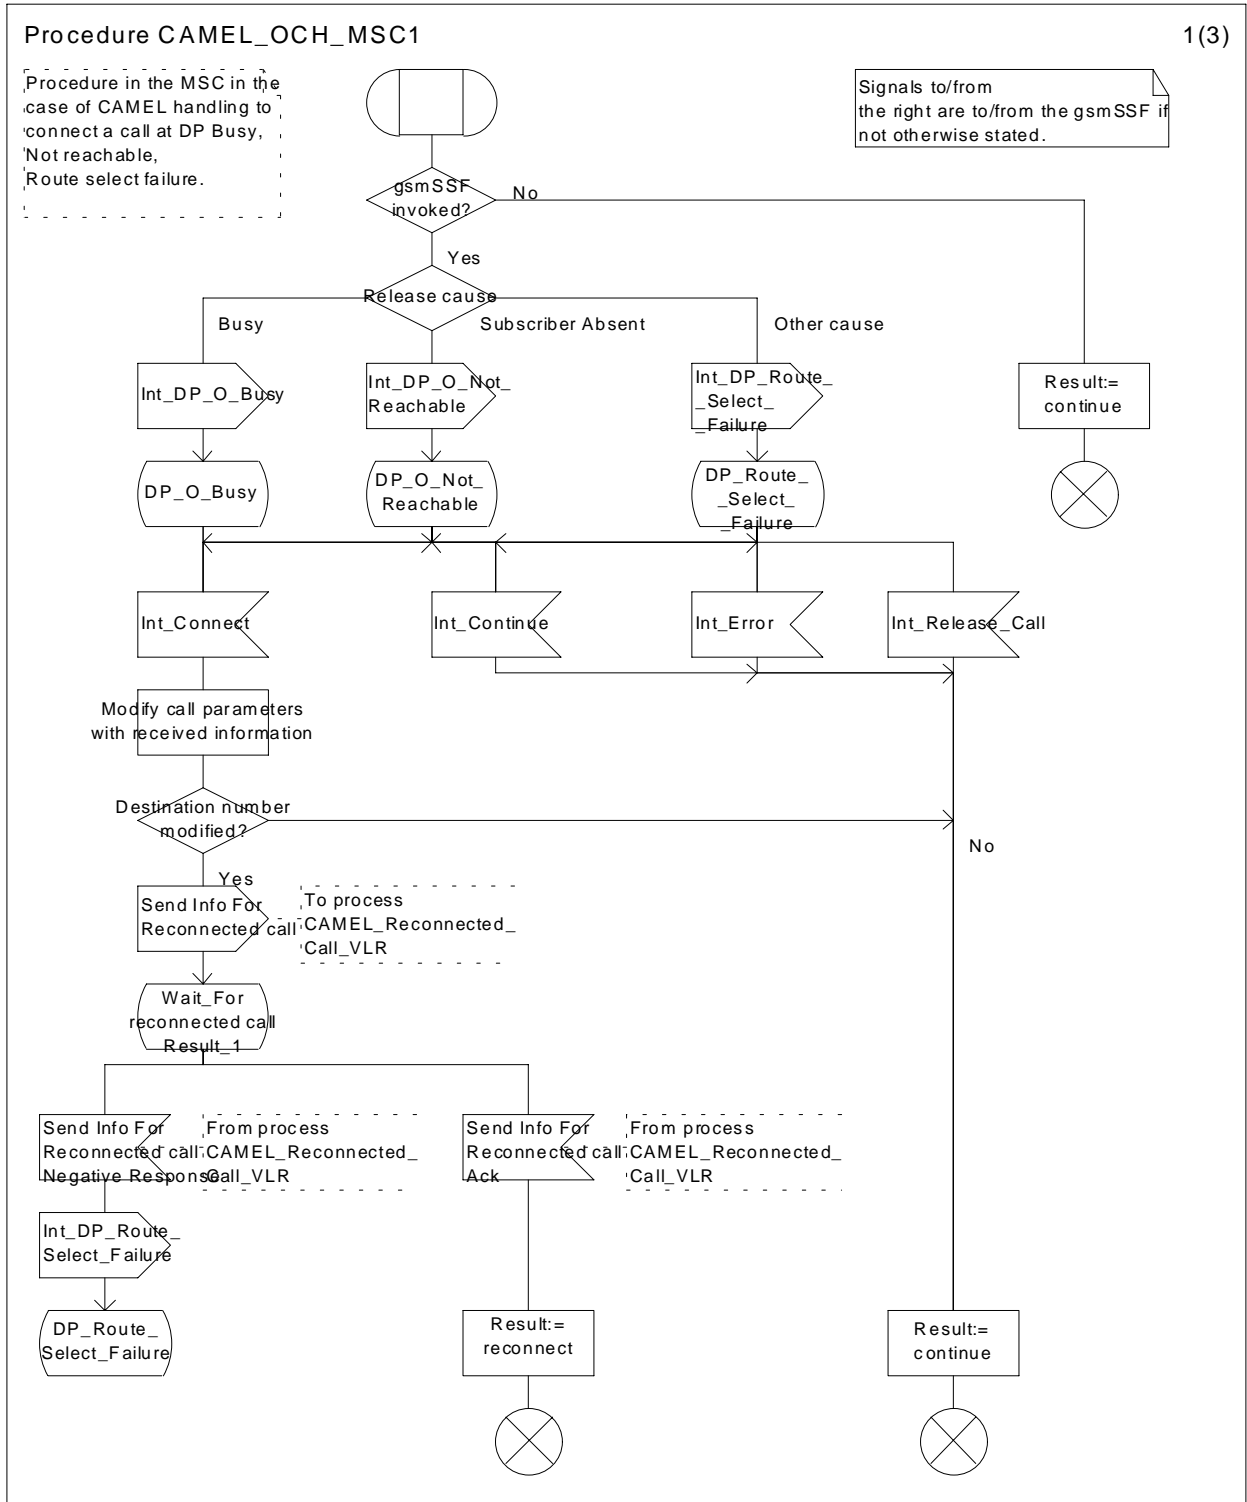 Procedure CAMEL_OCH_MSC1
1(3)
Procedure in the MSC in the
case of CAMEL handling to
connect a call at DP Busy,
Not reachable,
Route select failure.
Signals to/from
the right are to/from the gsmSSF if
not otherwise stated.
gsmSSF
invoked?
No
Yes
Release cause
Busy
Subscriber Absent
Other cause
Int_DP_O_Busy
Int_DP_O_Not_
Reachable
Int_DP_Route_
_Select_
_Failure
Result:=
continue
DP_O_Busy
DP_O_Not_
Reachable
DP_Route_
_Select_
_Failure
Int_Connect
Int_Continue
Int_Error
Int_Release_Call
Modify call parameters
with received information
Destination number
modified?
No
Yes
Send Info For
Reconnected call
To process
CAMEL_Reconnected_
Call_VLR
Wait_For
reconnected call
Result_1
Send Info For
Reconnected call
Negative Response
From process
CAMEL_Reconnected_
Call_VLR
Send Info For
Reconnected call
Ack
From process
CAMEL_Reconnected_
Call_VLR
Int_DP_Route_
Select_Failure
DP_Route_
Select_Failure
Result:=
reconnect
Result:=
continue